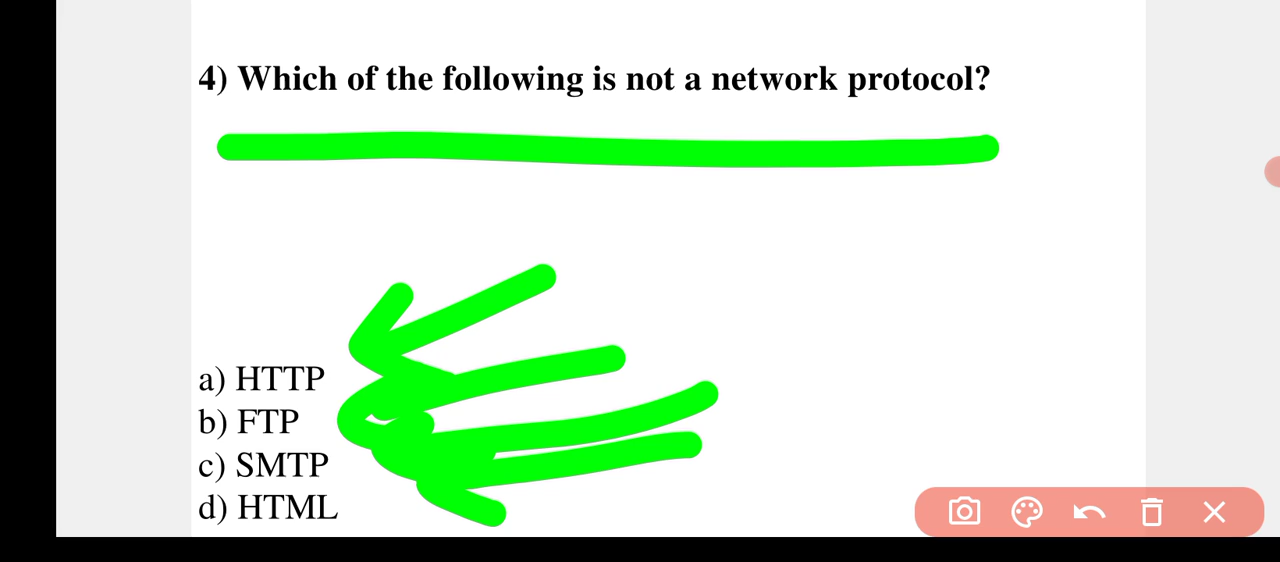 4) Which of the following is not a network protocol?
a) HTTP
b) FTP
c) SMTP
d) HTML